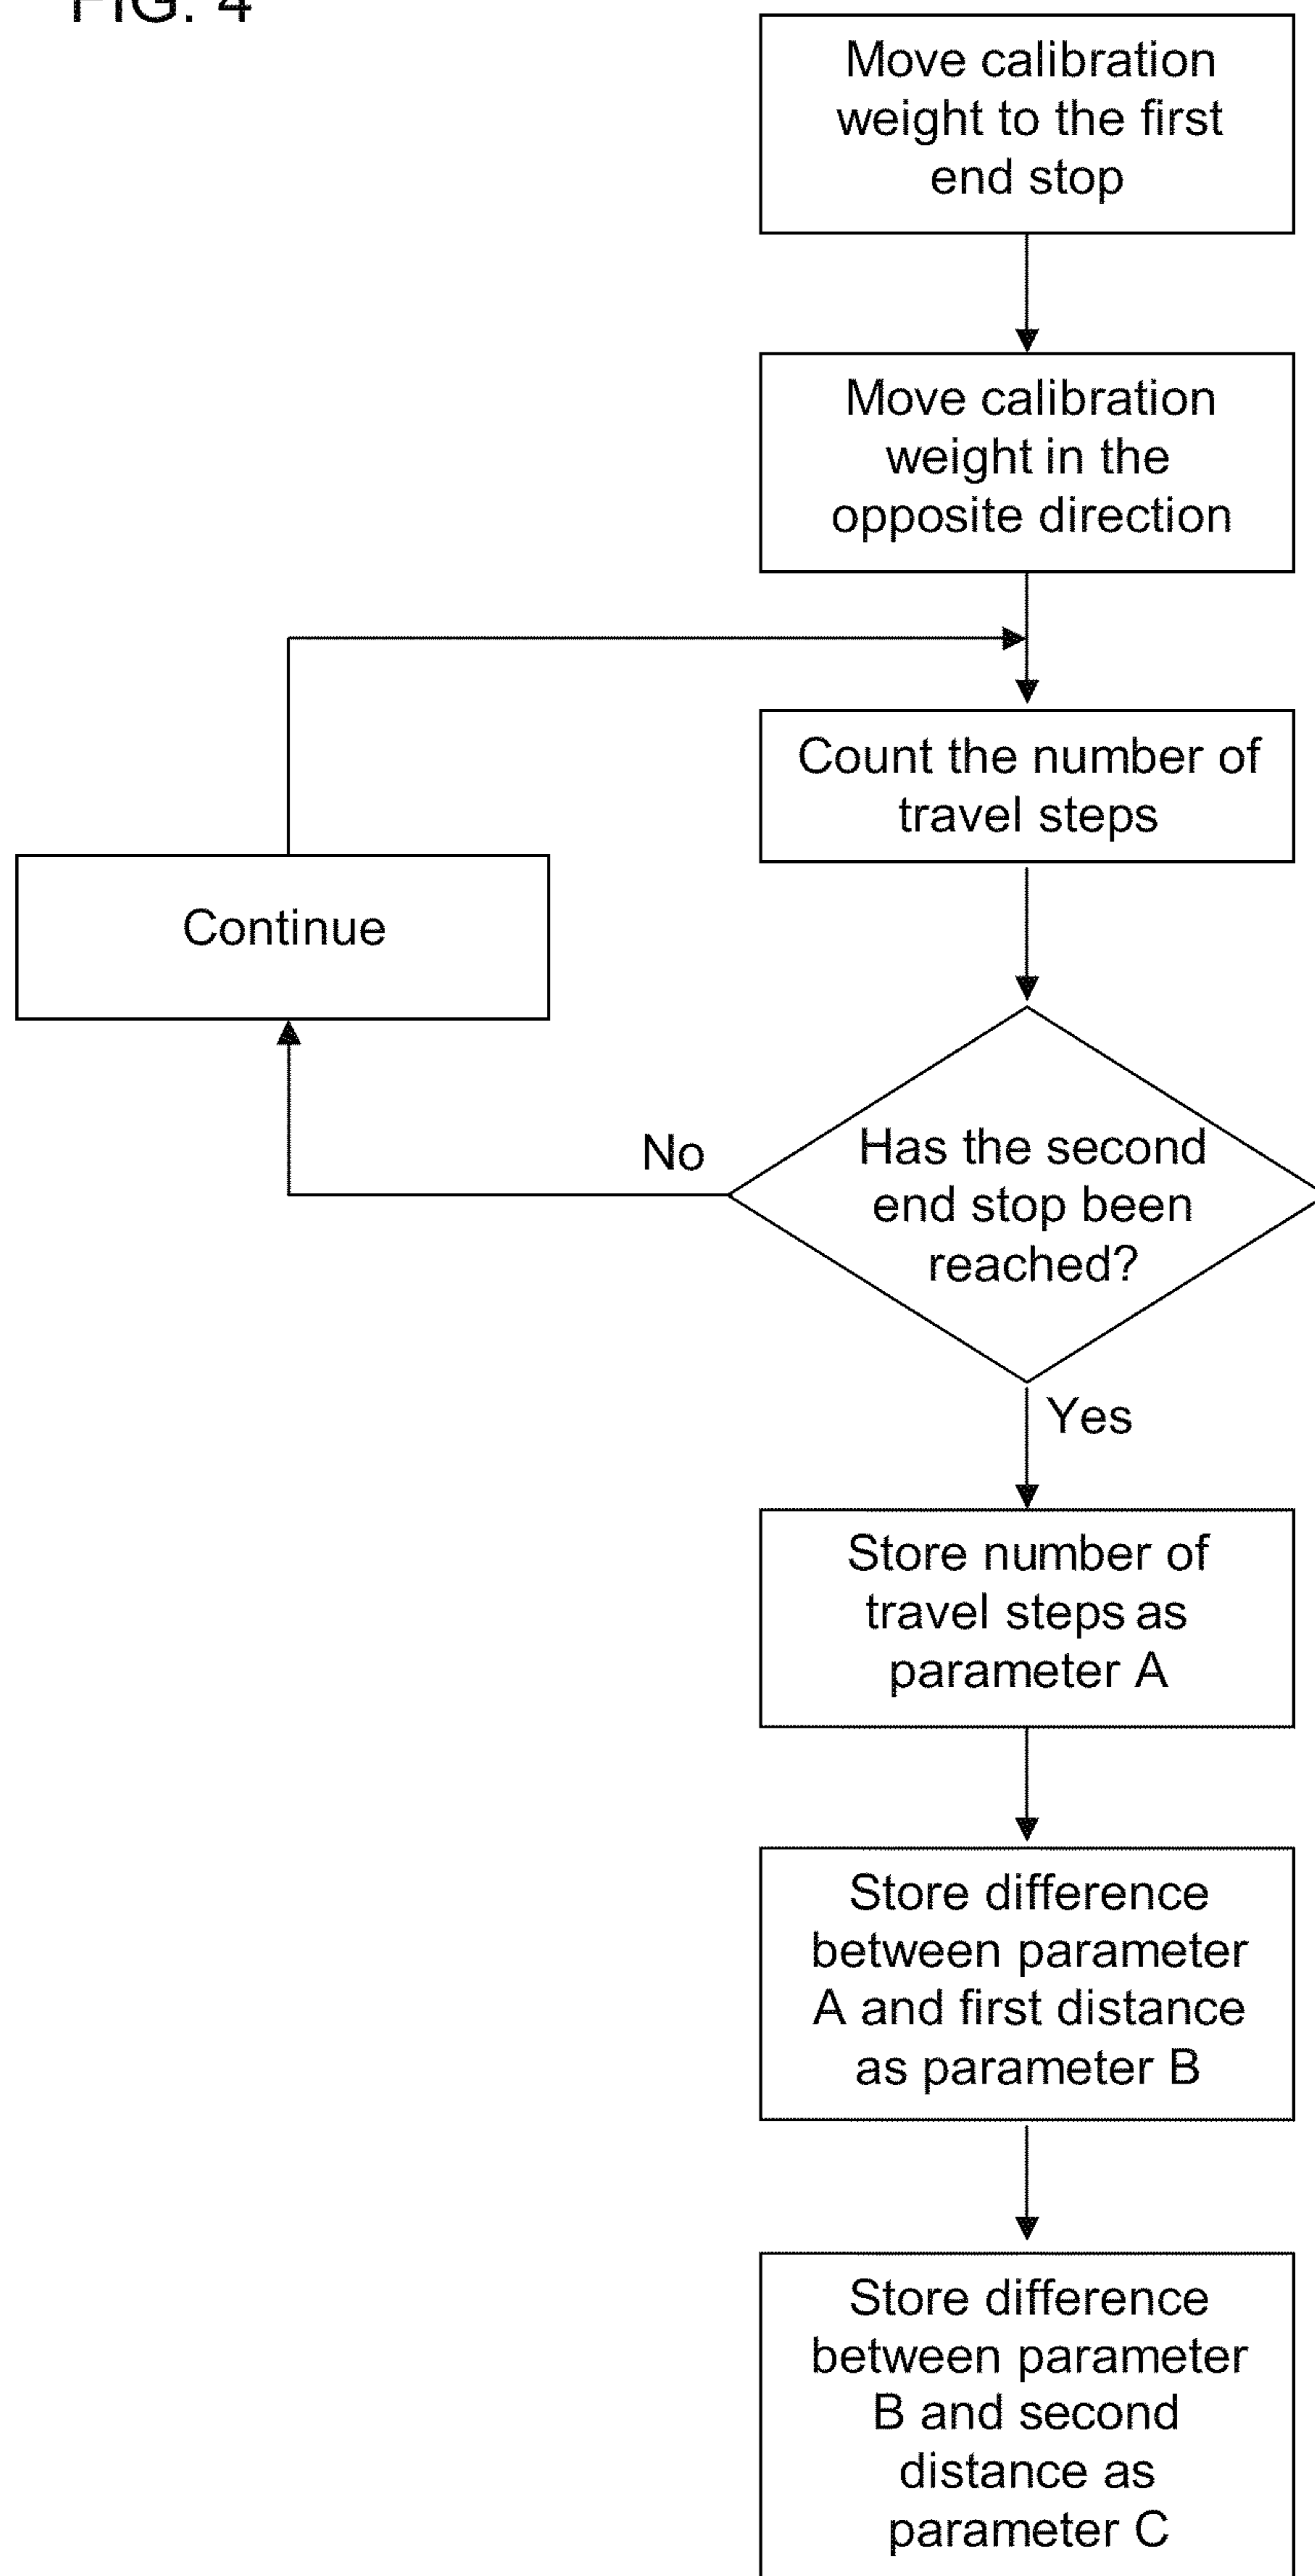 FIG. 4
Move calibration
weight to the first
end stop
Move calibration
weight in the
opposite direction
Count the number of
travel steps
Continue
No
Has the second
end stop been
reached?
Yes
Store number of
travel steps as
parameter A
Store difference
between parameter
A and first distance
as parameter B
Store difference
between parameter
B and second
distance as
parameter C